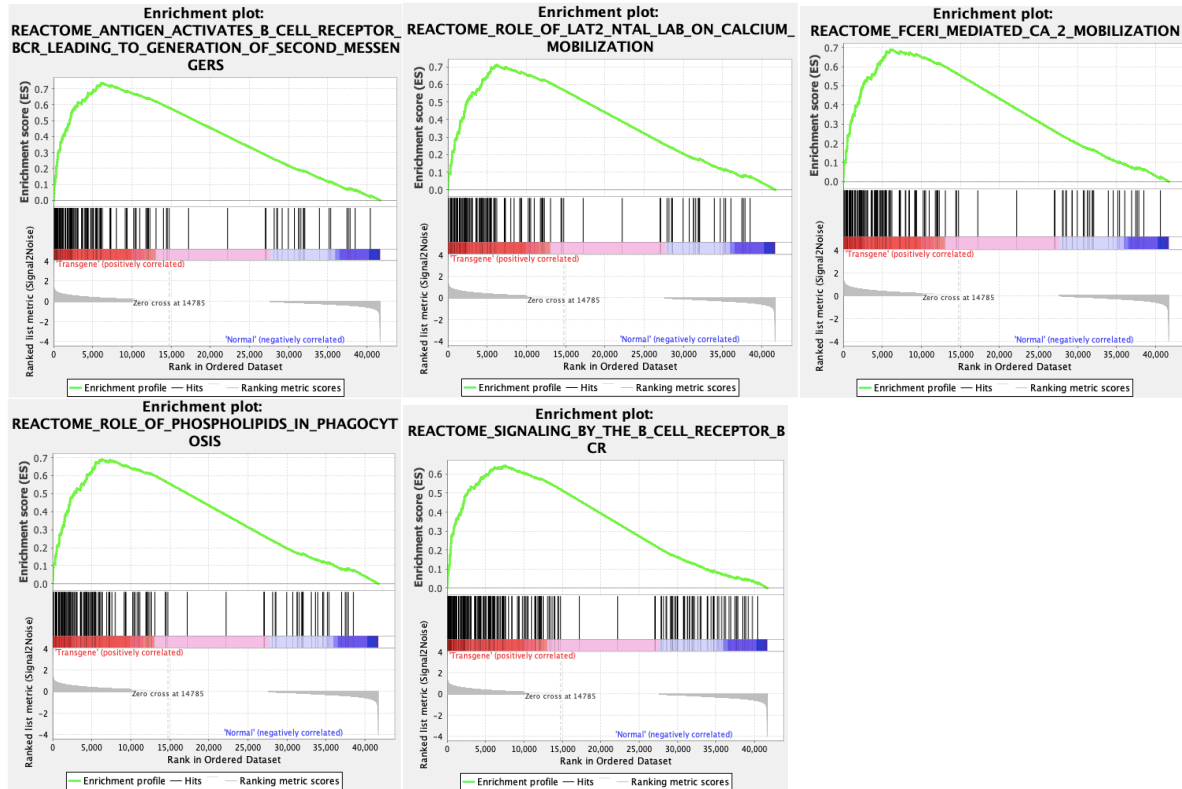 Enrichment plot:
REACTOME_ANTIGEN_ACTIVATES_B_CELL_RECEPTOR_
BCR_LEADING_TO_GENERATION_OF_SECOND_MESSEN
GERS
Enrichment score (ES)
0.7
0.6
0.5
0.4
0.3
0.2
0.1
0.0
'Transgene' (positively correlated)
Ranked list metric (Signal2Noise)
4
2
0
-2
-4
Zero cross at 14785
'Normal' (negatively correlated)
0 5,000 10,000 15,000 20,000 25,000 30,000 35,000 40,000
Rank in Ordered Dataset
Enrichment profile Hits Ranking metric scores
Enrichment plot:
REACTOME_ROLE_OF_LAT2_NTAL_LAB_ON_CALCIUM_
MOBILIZATION
Enrichment score (ES)
0.7
0.6
0.5
0.4
0.3
0.2
0.1
0.0
'Transgene' (positively correlated)
Ranked list metric (Signal2Noise)
4
2
0
-2
-4
Zero cross at 14785
'Normal' (negatively correlated)
0 5,000 10,000 15,000 20,000 25,000 30,000 35,000 40,000
Rank in Ordered Dataset
Enrichment profile Hits Ranking metric scores
Enrichment plot:
REACTOME_FCERI_MEDIATED_CA_2_MOBILIZATION
Enrichment score (ES)
0.7
0.6
0.5
0.4
0.3
0.2
0.1
0.0
'Transgene' (positively correlated)
Ranked list metric (Signal2Noise)
4
2
0
-2
-4
Zero cross at 14785
'Normal' (negatively correlated)
0 5,000 10,000 15,000 20,000 25,000 30,000 35,000 40,000
Rank in Ordered Dataset
Enrichment profile Hits Ranking metric scores
Enrichment plot:
REACTOME_ROLE_OF_PHOSPHOLIPIDS_IN_PHAGOCYT
OSIS
Enrichment score (ES)
0.7
0.6
0.5
0.4
0.3
0.2
0.1
0.0
'Transgene' (positively correlated)
Ranked list metric (Signal2Noise)
4
2
0
-2
-4
Zero cross at 14785
'Normal' (negatively correlated)
0 5,000 10,000 15,000 20,000 25,000 30,000 35,000 40,000
Rank in Ordered Dataset
Enrichment profile Hits Ranking metric scores
Enrichment plot:
REACTOME_SIGNALING_BY_THE_B_CELL_RECEPTOR_B
CR
Enrichment score (ES)
0.6
0.5
0.4
0.3
0.2
0.1
0.0
'Transgene' (positively correlated)
Ranked list metric (Signal2Noise)
4
2
0
-2
-4
Zero cross at 14785
'Normal' (negatively correlated)
0 5,000 10,000 15,000 20,000 25,000 30,000 35,000 40,000
Rank in Ordered Dataset
Enrichment profile Hits Ranking metric scores